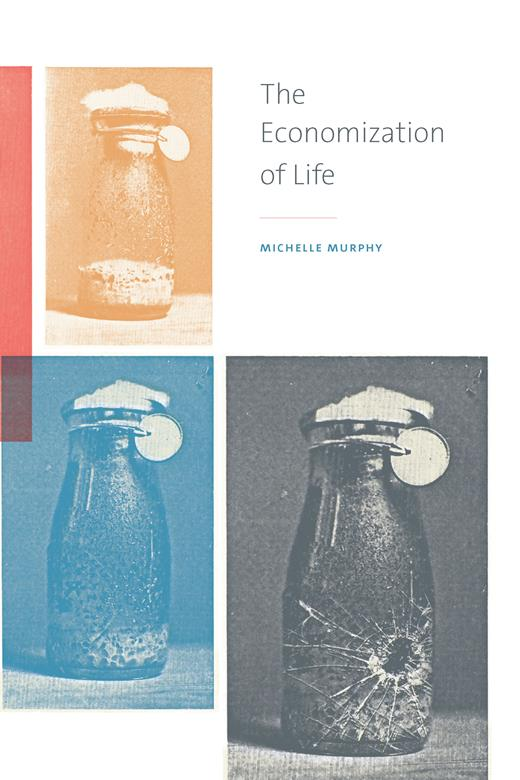 The
Economization
of Life
MICHELLE MURPHY